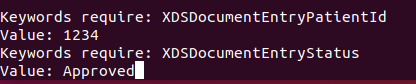 Keywords require: XDSDocumentEntryPatientId
Value: 1234
Keywords require: XDSDocumentEntryStatus
Value: Approved